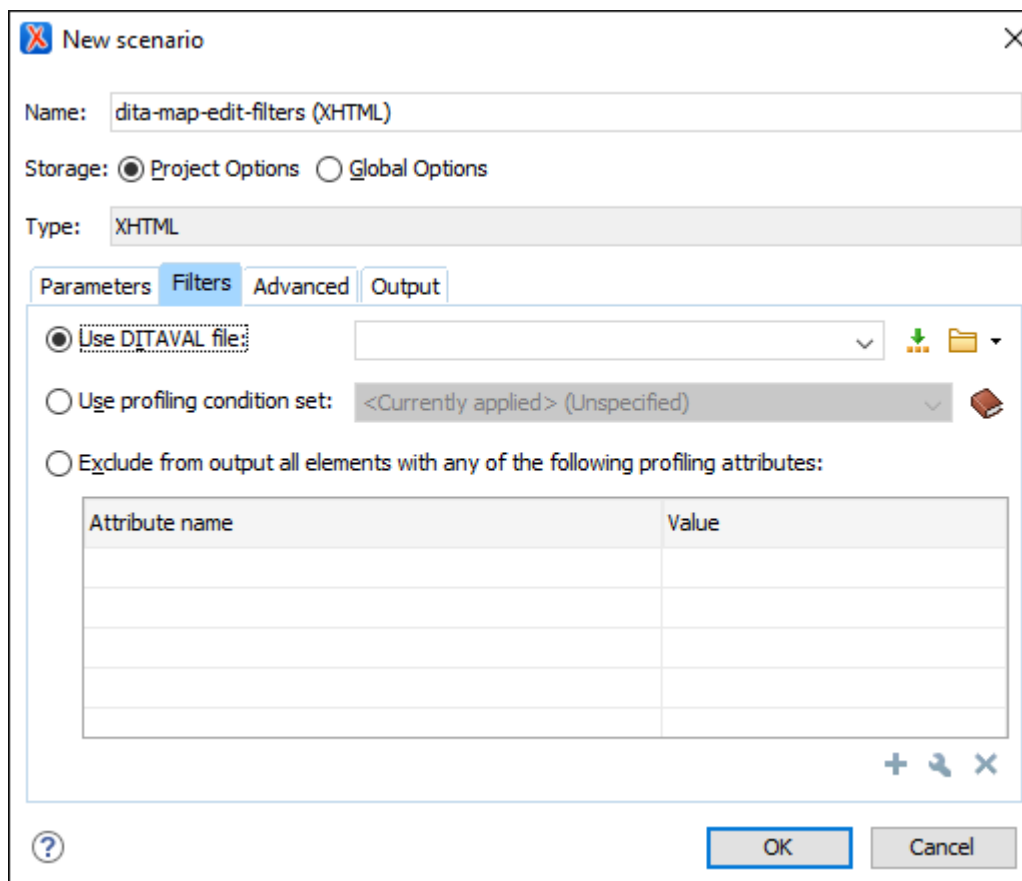 New scenario
Name: dita-map-edit-filters (XHTML)
Storage: Project Options Global Options
Type: XHTML
Parameters Filters Advanced Output
Use DITAVAL file:
Use profiling condition set: <Currently applied> (Unspecified)
Exclude from output all elements with any of the following profiling attributes:
Attribute name Value
OK Cancel